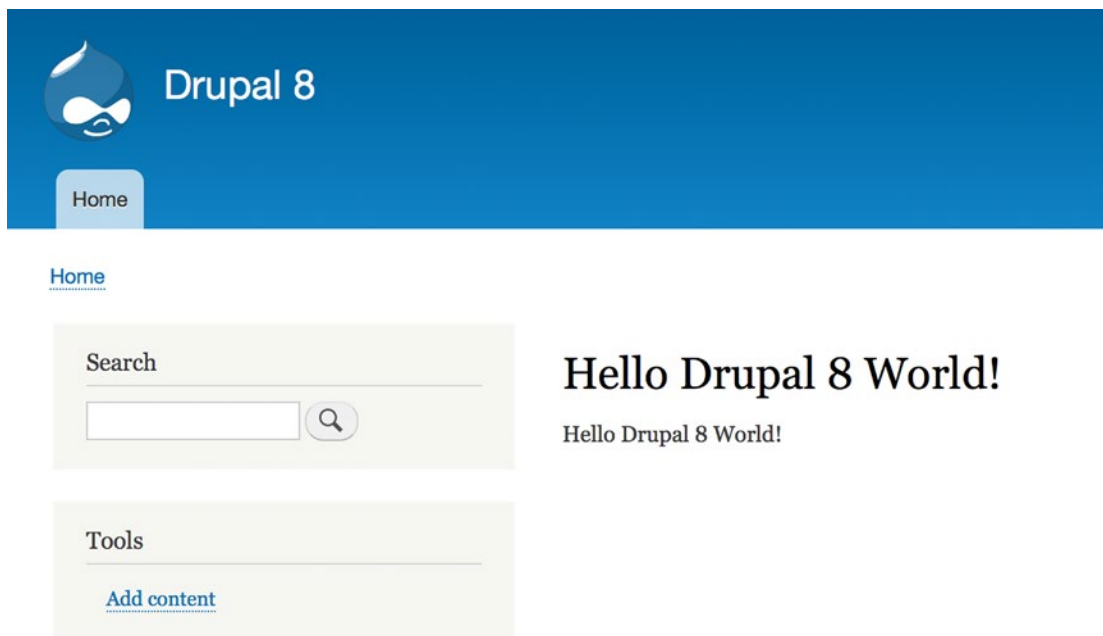 Drupal 8
Home
Home
Search
Hello Drupal 8 World!
Hello Drupal 8 World!
Tools
Add content